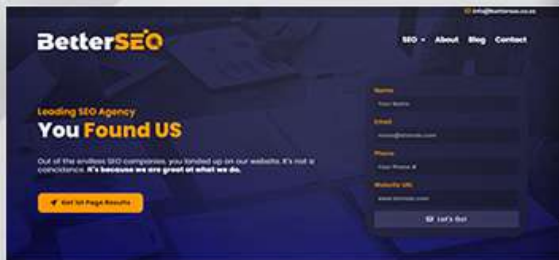 info@betterseo.co.za
BetterSEO
SEO
About
Blog
Contact
Leading SEO Agency
You Found US
Out of the endless SEO companies, you landed up on our website. It's not a
coincidence. It's because we are great at what we do.
Get 1st Page Results
Name
Your Name
Email
Phone
Your Phone #
Website URL
Let's Go!